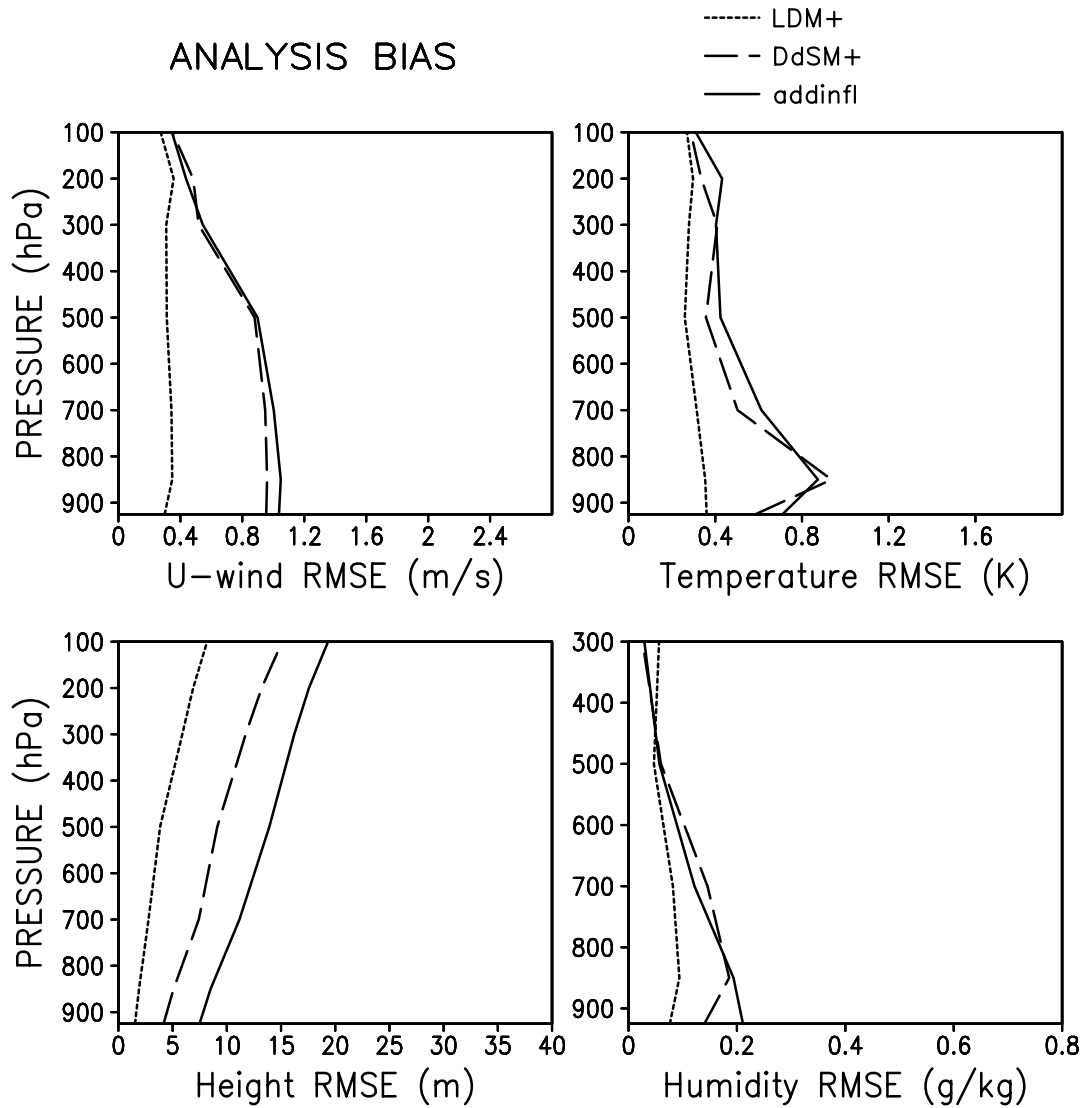 LDM+
ANALYSIS BIAS
DdSM+
addinfl
100
200
300
400
500
600
700
800
900
PRESSURE (hPa)
0 0.4 0.8 1.2 1.6 2 2.4
U-wind RMSE (m/s)
100
200
300
400
500
600
700
800
900
0 0.4 0.8 1.2 1.6
Temperature RMSE (K)
100
200
300
400
500
600
700
800
900
PRESSURE (hPa)
0 5 10 15 20 25 30 35 40
Height RMSE (m)
300
400
500
600
700
800
900
0 0.2 0.4 0.6 0.8
Humidity RMSE (g/kg)